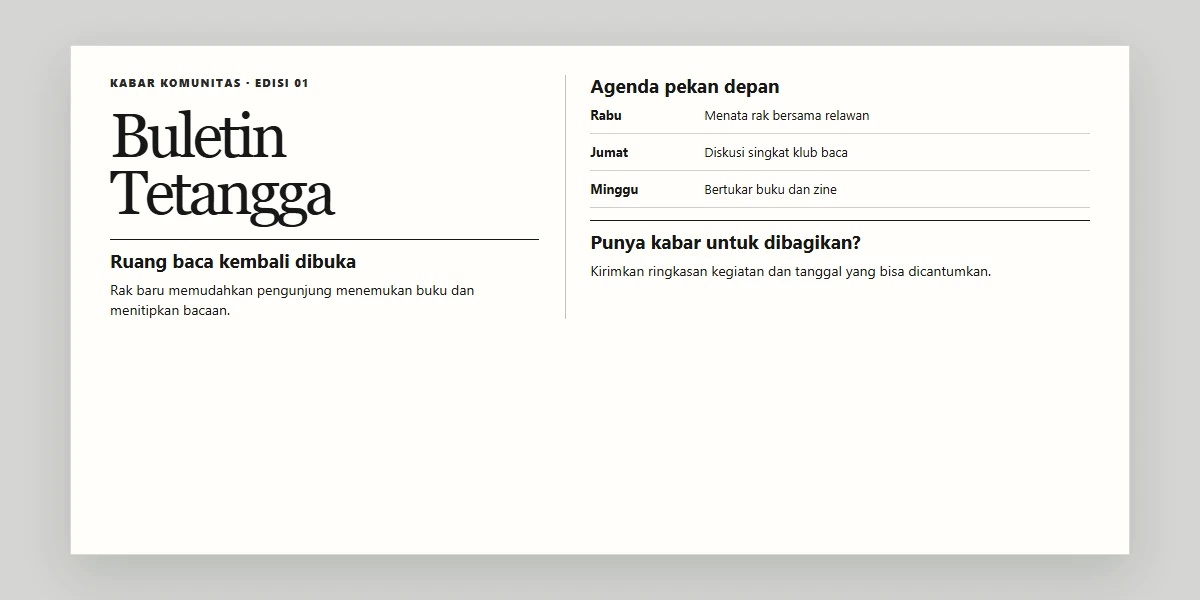 KABAR KOMUNITAS · EDISI 01
Buletin
Tetangga
Ruang baca kembali dibuka
Rak baru memudahkan pengunjung menemukan buku dan
menitipkan bacaan.
Agenda pekan depan
Rabu Menata rak bersama relawan
Jumat Diskusi singkat klub baca
Minggu Bertukar buku dan zine
Punya kabar untuk dibagikan?
Kirimkan ringkasan kegiatan dan tanggal yang bisa dicantumkan.